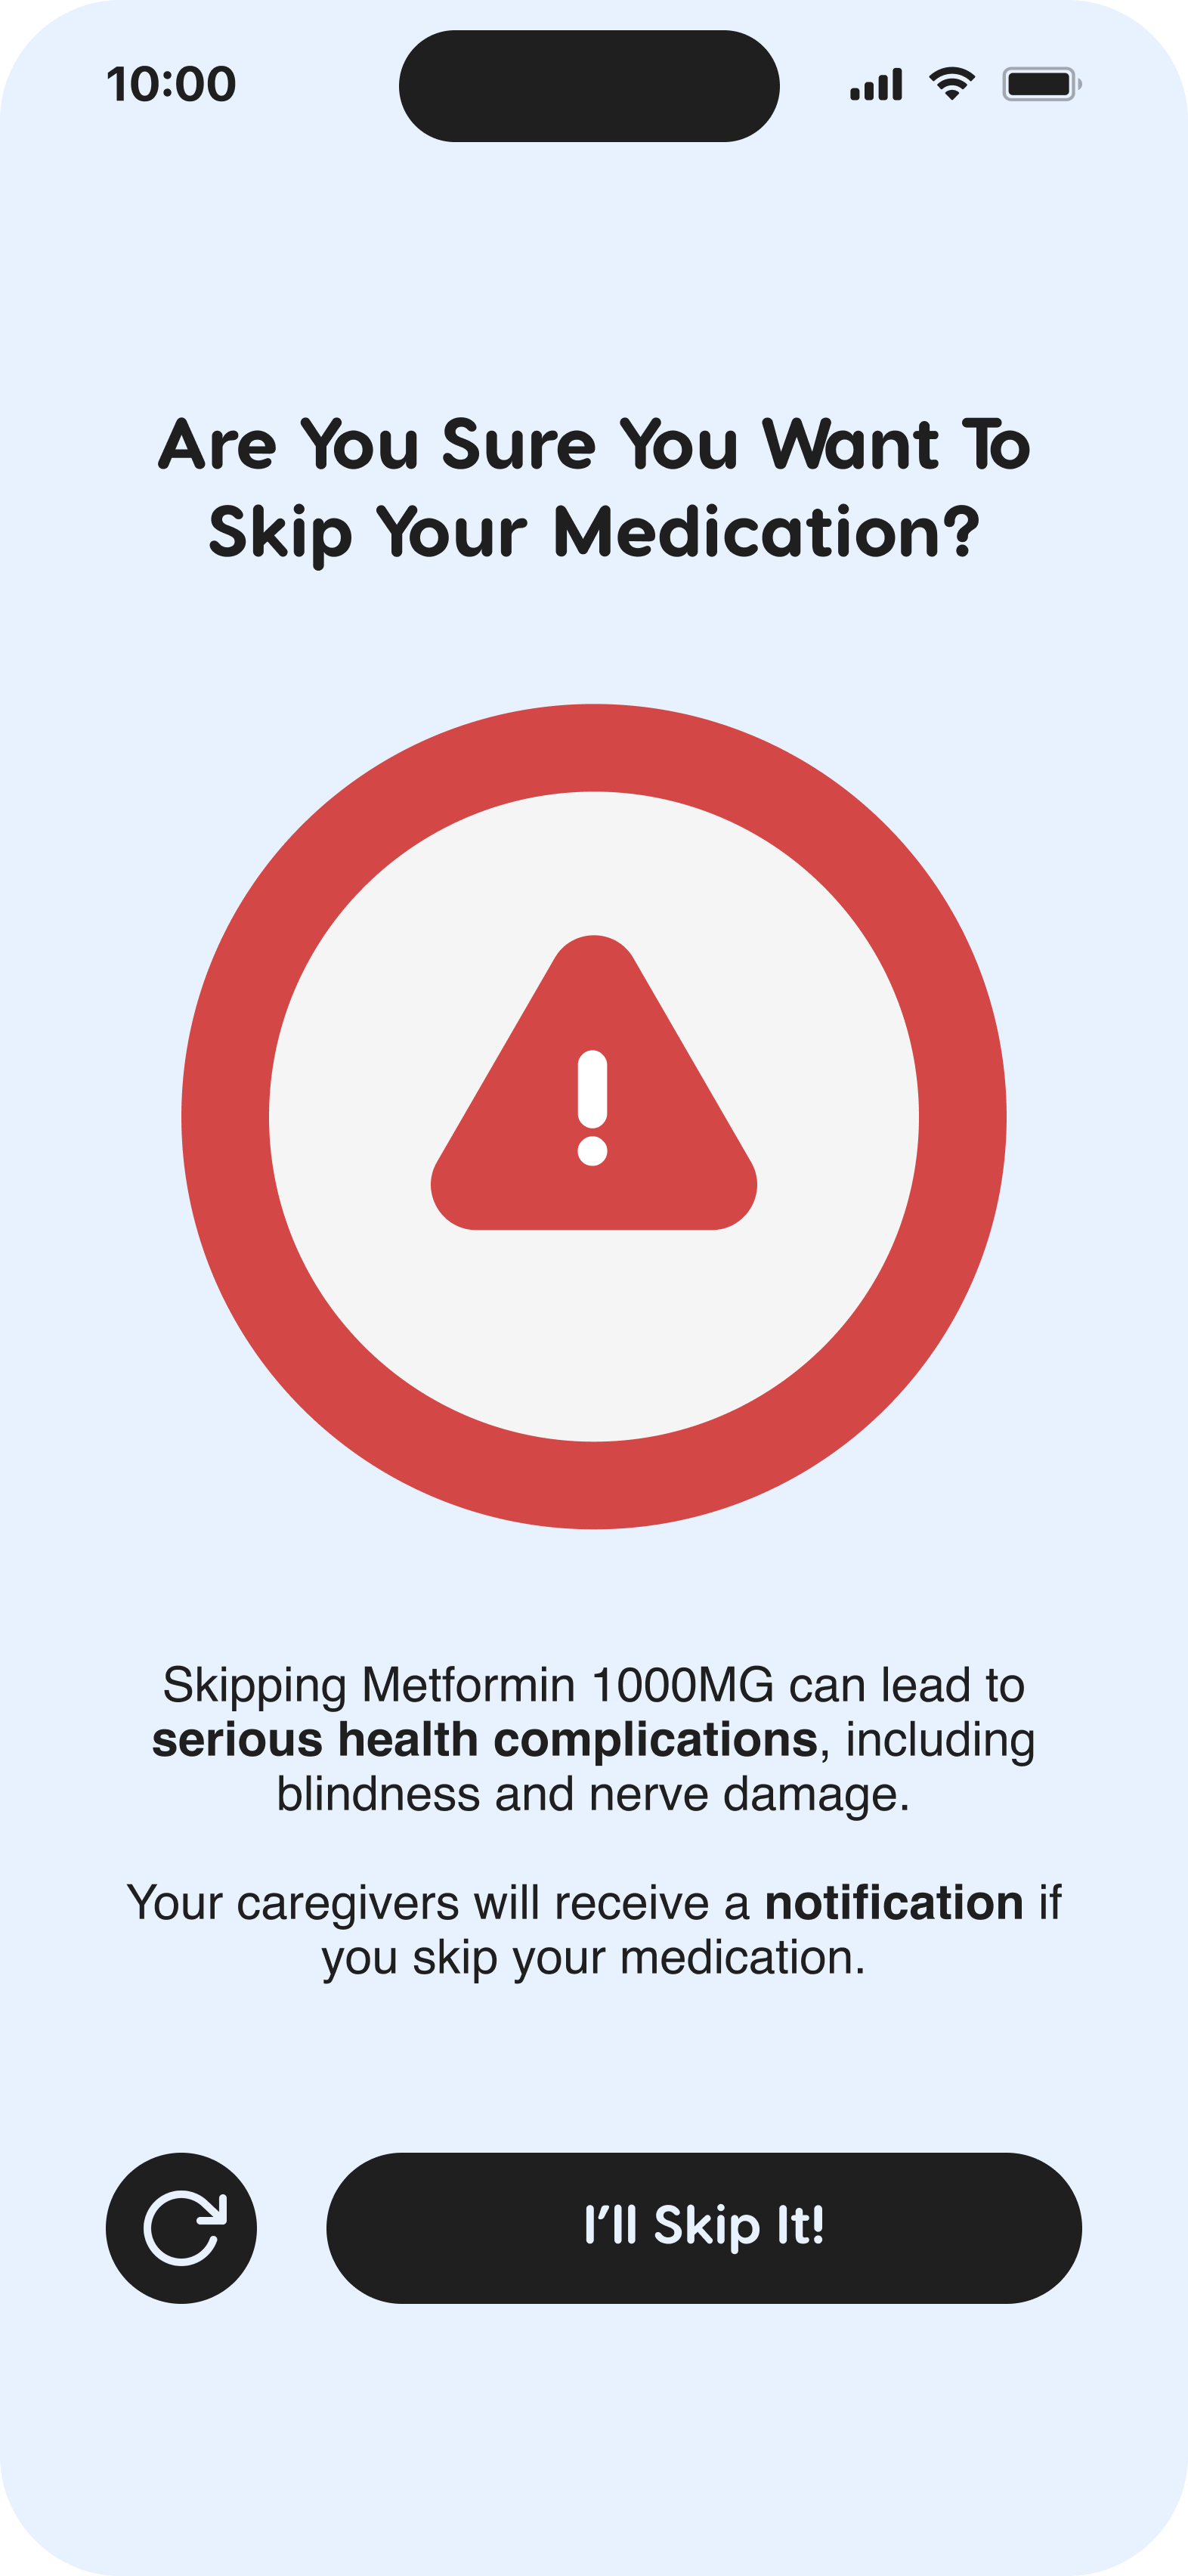 10:00
Are You Sure You Want To
Skip Your Medication?
Skipping Metformin 1000MG can lead to
serious health complications, including
blindness and nerve damage.
Your caregivers will receive a notification if
you skip your medication.
I’ll Skip It!